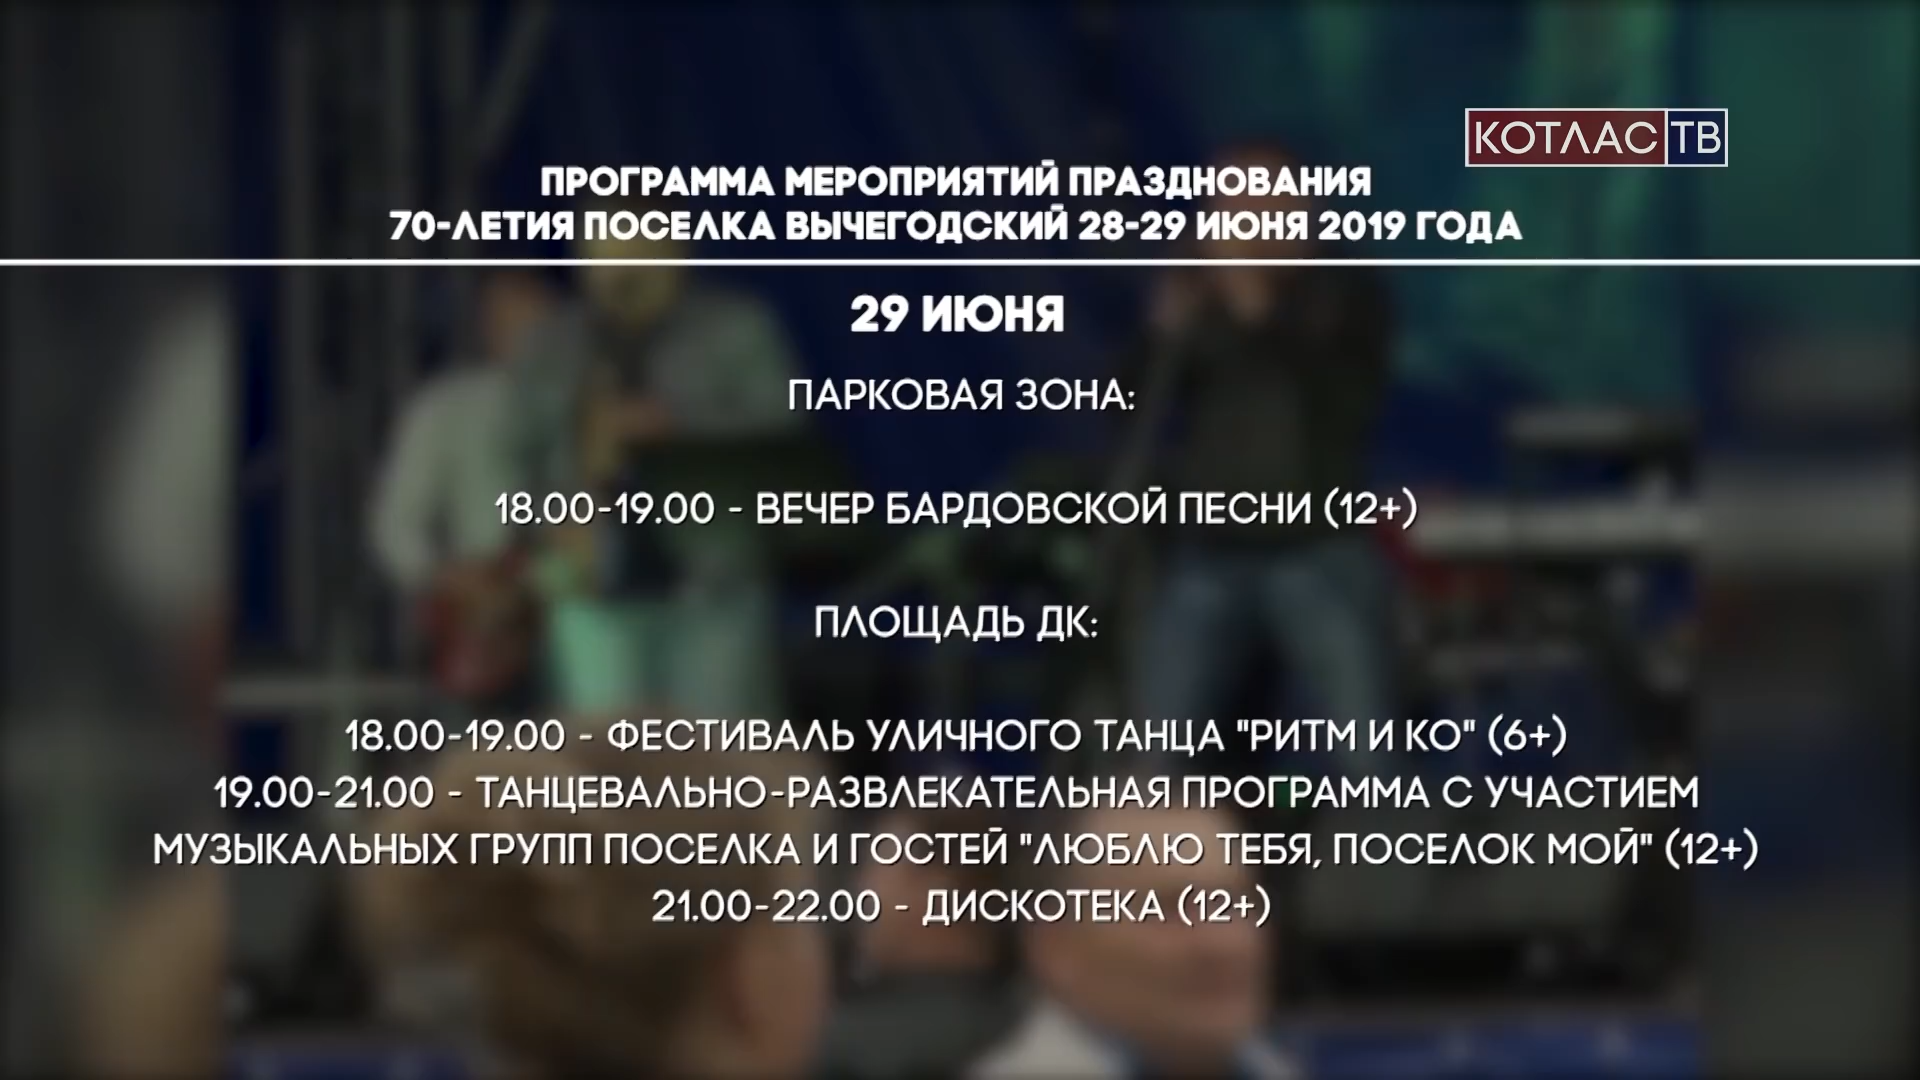 КОТЛАС ТВ
ПРОГРАММА МЕРОПРИЯТИЙ ПРАЗДНОВАНИЯ
70-ЛЕТИЯ ПОСЕЛКА ВЫЧЕГОДСКИЙ 28-29 ИЮНЯ 2019 ГОДА
29 ИЮНЯ
ПАРКОВАЯ ЗОНА:
18.00-19.00 - ВЕЧЕР БАРДОВСКОЙ ПЕСНИ (12+)
ПЛОЩАДЬ ДК:
18.00-19.00 - ФЕСТИВАЛЬ УЛИЧНОГО ТАНЦА "РИТМ И КО" (6+)
19.00-21.00 - ТАНЦЕВАЛЬНО-РАЗВЛЕКАТЕЛЬНАЯ ПРОГРАММА С УЧАСТИЕМ
МУЗЫКАЛЬНЫХ ГРУПП ПОСЕЛКА И ГОСТЕЙ "ЛЮБЛЮ ТЕБЯ, ПОСЕЛОК МОЙ" (12+)
21.00-22.00 - ДИСКОТЕКА (12+)